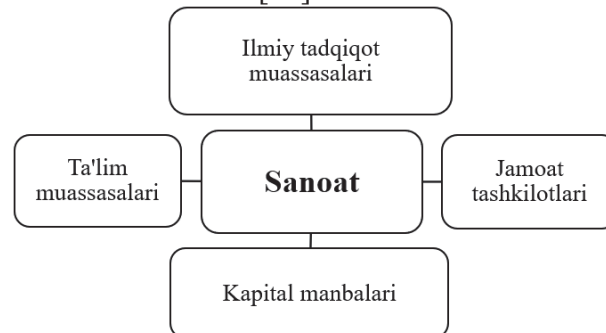 Ilmiy tadqiqot
muassasalari
Ta'lim
muassasalari
Sanoat
Jamoat
tashkilotlari
Kapital manbalari